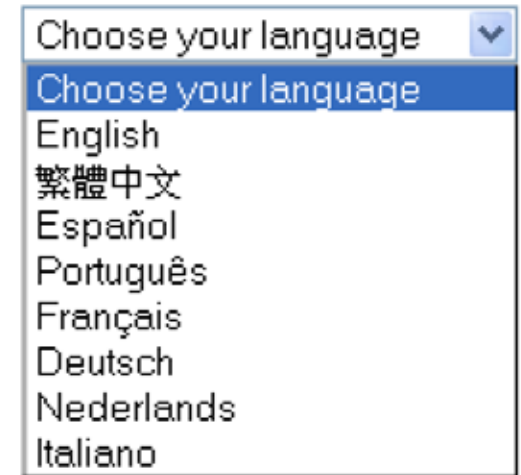 Choose your language
Choose your language
English
繁體中文
Español
Português
Français
Deutsch
Nederlands
Italiano